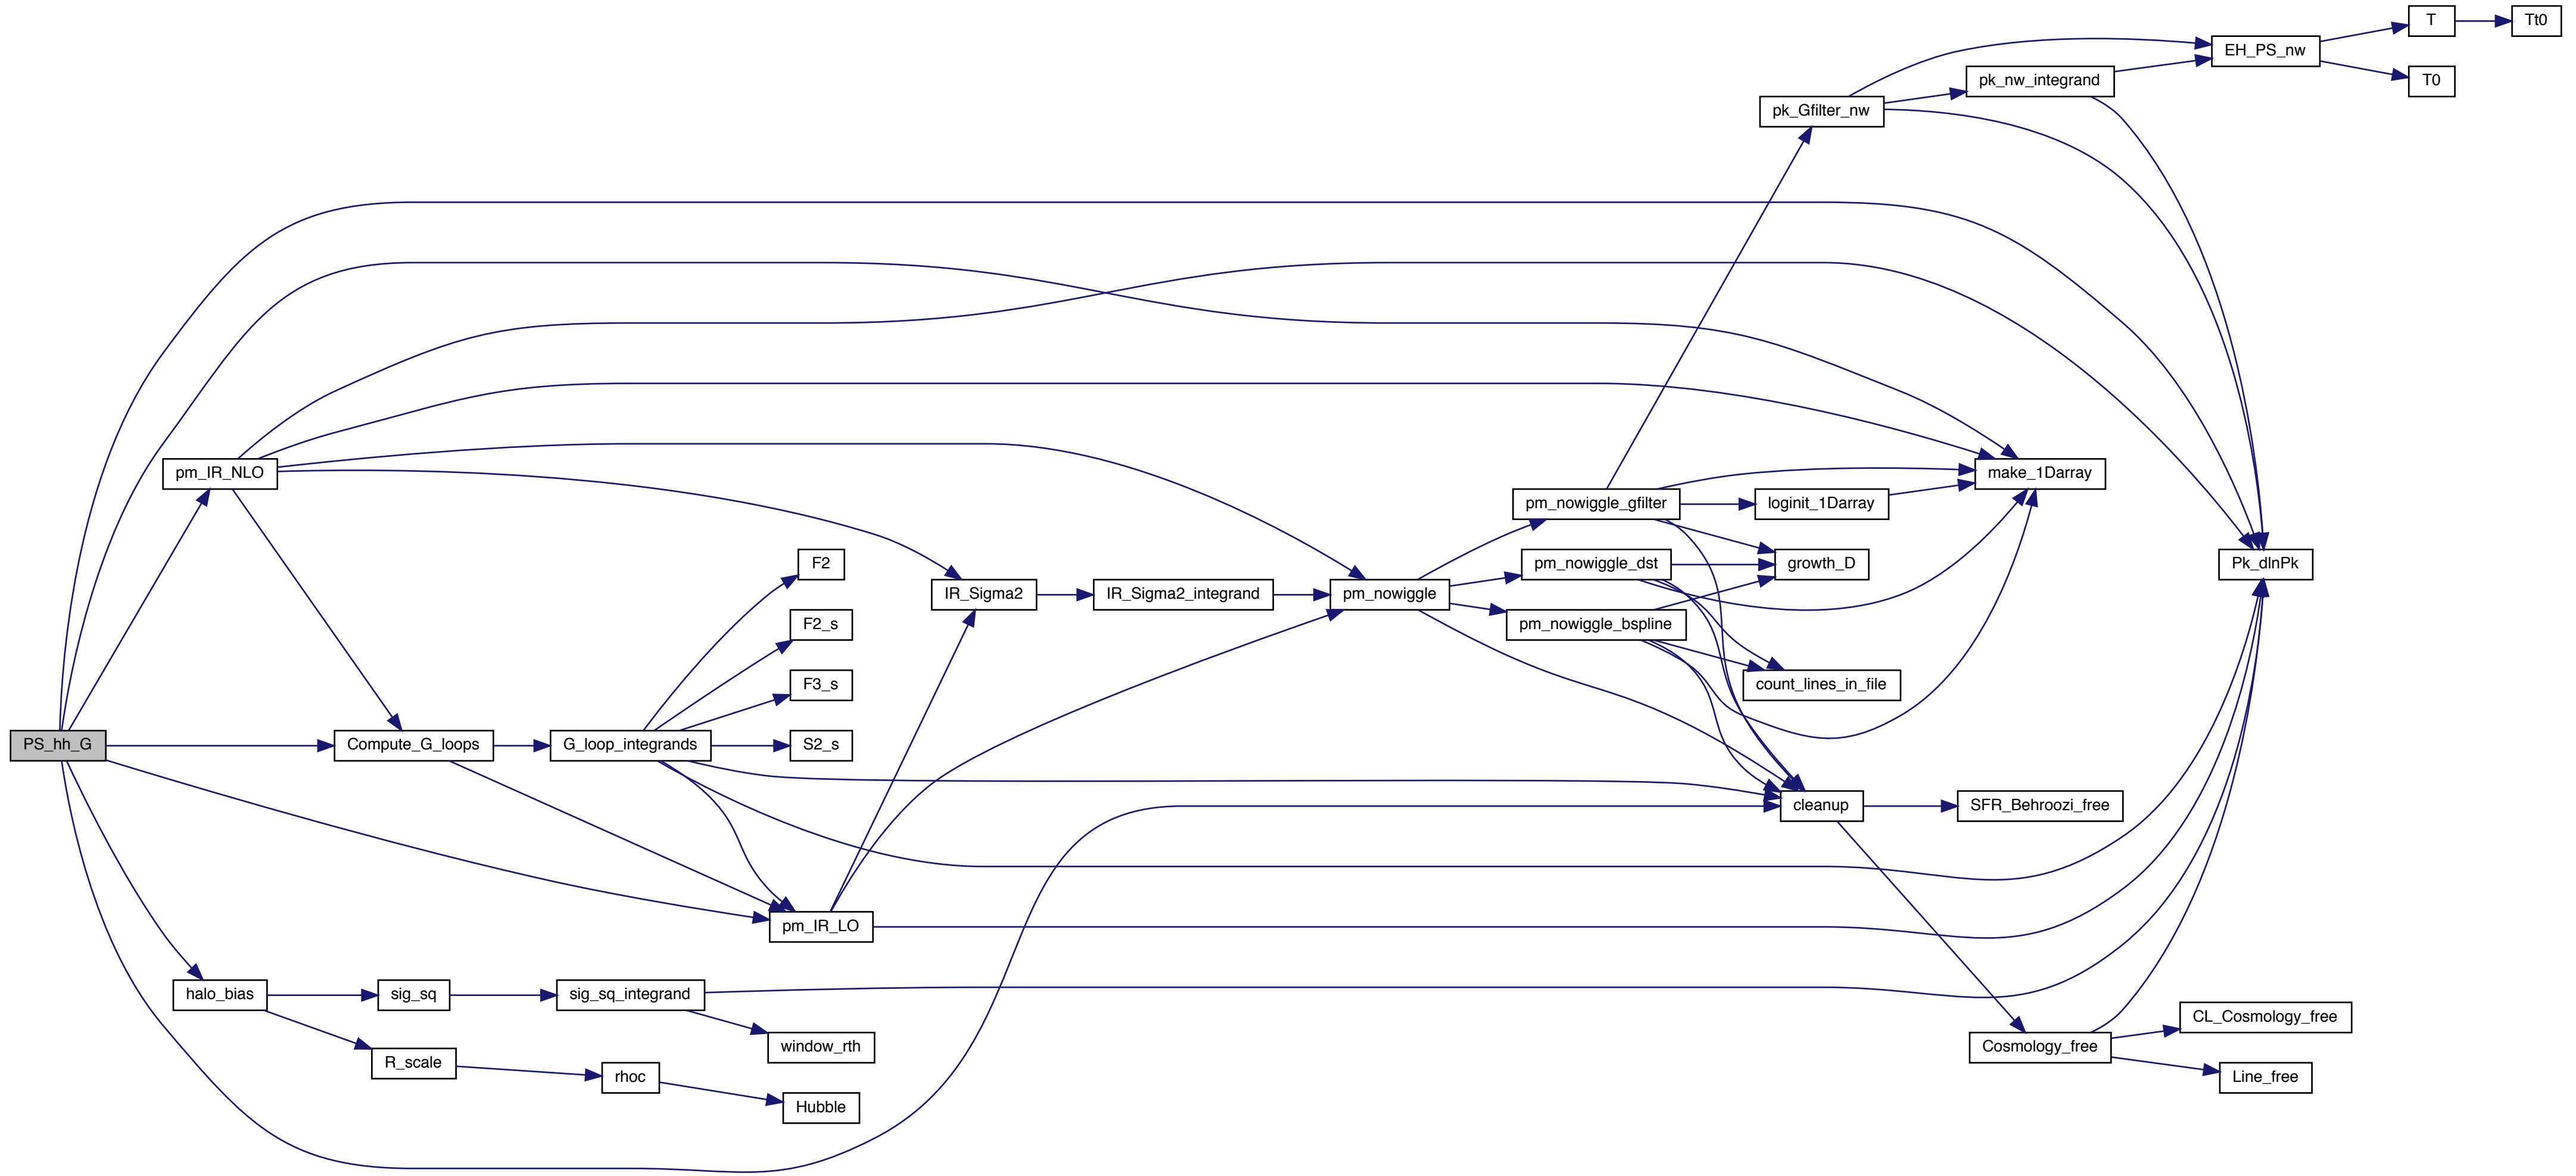 T
Tt0
EH_PS_nw
pk_nw_integrand
T0
pk_Gfilter_nw
pm_IR_NLO
make_1Darray
pm_nowiggle_gfilter
loginit_1Darray
F2
pm_nowiggle_dst
growth_D
Pk_dlnPk
IR_Sigma2
IR_Sigma2_integrand
pm_nowiggle
F2_s
pm_nowiggle_bspline
F3_s
count_lines_in_file
PS_hh_G
Compute_G_loops
G_loop_integrands
S2_s
cleanup
SFR_Behroozi_free
pm_IR_LO
halo_bias
sig_sq
sig_sq_integrand
CL_Cosmology_free
window_rth
Cosmology_free
R_scale
rhoc
Line_free
Hubble